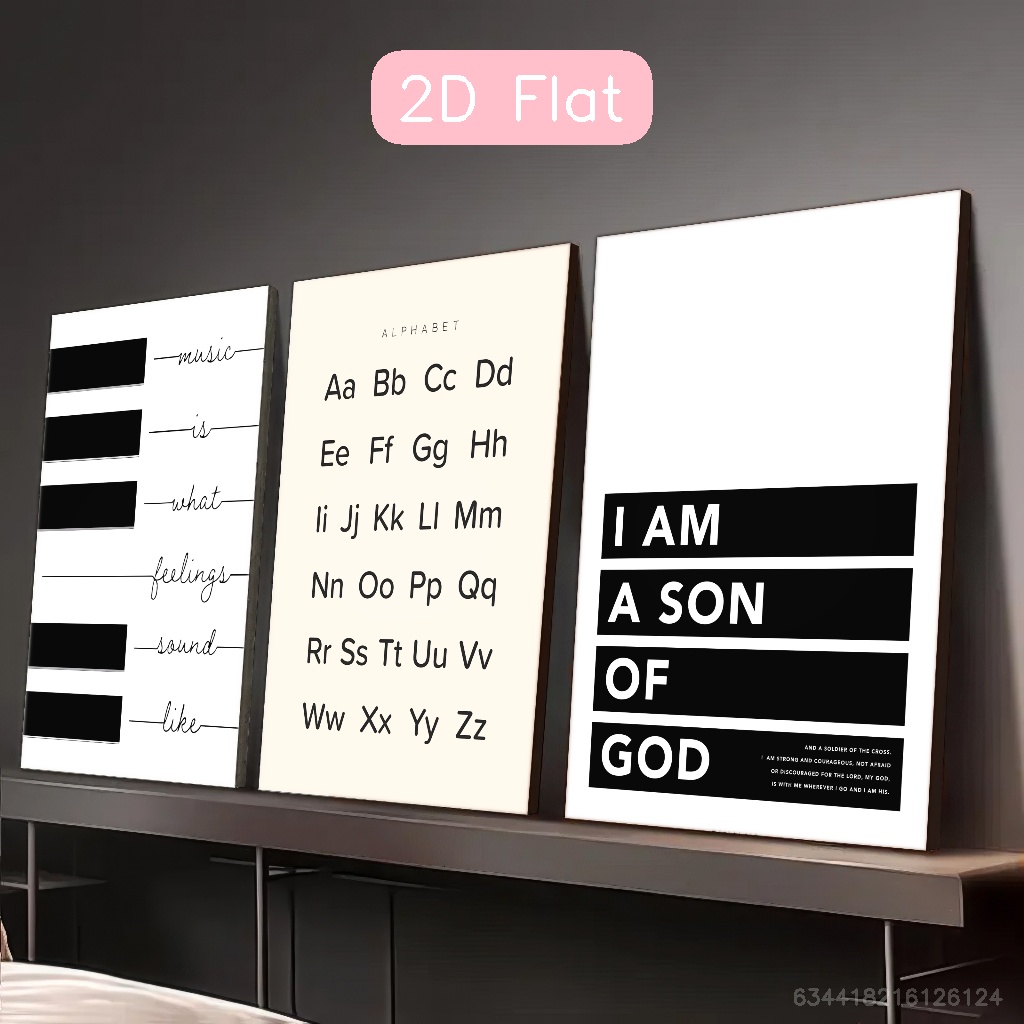 2D Flat
music
is
what
feelings
sound
like
ALPHABET
Aa Bb Cc Dd
Ee Ff Gg Hh
Ii Jj Kk Ll Mm
Nn Oo Pp Qq
Rr Ss Tt Uu Vv
Ww Xx Yy Zz
I AM
A SON
OF
GOD
AND A SOLDIER OF THE CROSS.
I AM STRONG AND COURAGEOUS, NOT AFRAID
OR DISCOURAGED FOR THE LORD, MY GOD,
IS WITH ME WHEREVER I GO AND I AM HIS.
634418216126124